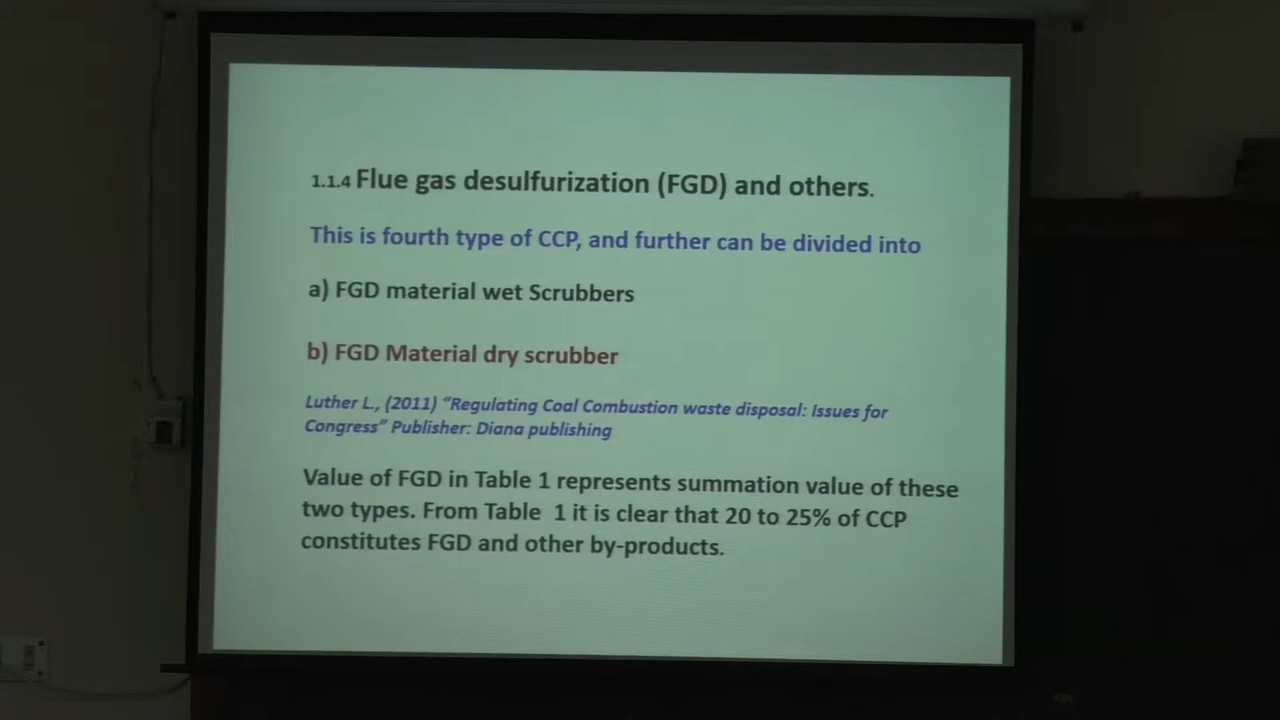 1.1.4 Flue gas desulfurization (FGD) and others.
This is fourth type of CCP, and further can be divided into
a) FGD material wet Scrubbers
b) FGD Material dry scrubber
Luther L., (2011) “Regulating Coal Combustion waste disposal: Issues for
Congress” Publisher: Diana publishing
Value of FGD in Table 1 represents summation value of these
two types. From Table 1 it is clear that 20 to 25% of CCP
constitutes FGD and other by-products.